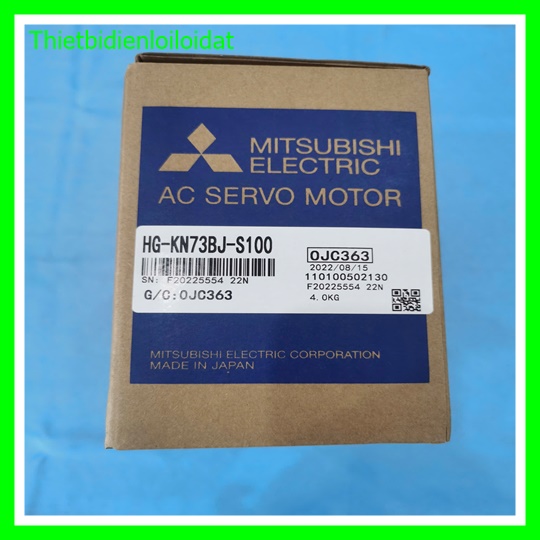 Thietbidienloiloidat
MITSUBISHI
ELECTRIC
AC SERVO MOTOR
HG-KN73BJ-S100
SN: F20225554 22N
G/C:0JC363
0JC363
2022/08/15
110100502130
F20225554 22N
4.0KG
MITSUBISHI ELECTRIC CORPORATION
MADE IN JAPAN